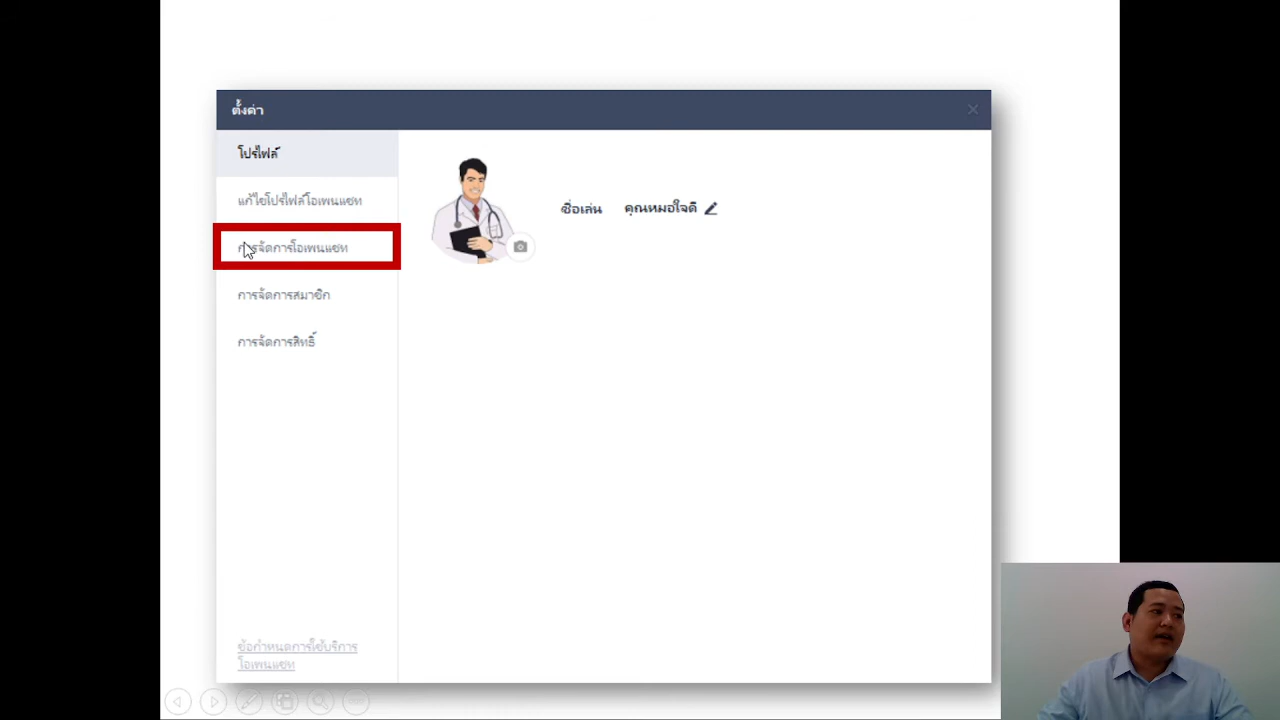 ตั้งค่า
โปรไฟล์
แก้ไขโปรไฟล์โอเพนแชท
การจัดการโอเพนแชท
การจัดการสมาชิก
การจัดการสิทธิ์
ชื่อเล่น คุณหมอใจดี
ข้อกำหนดการใช้บริการ
โอเพนแชท